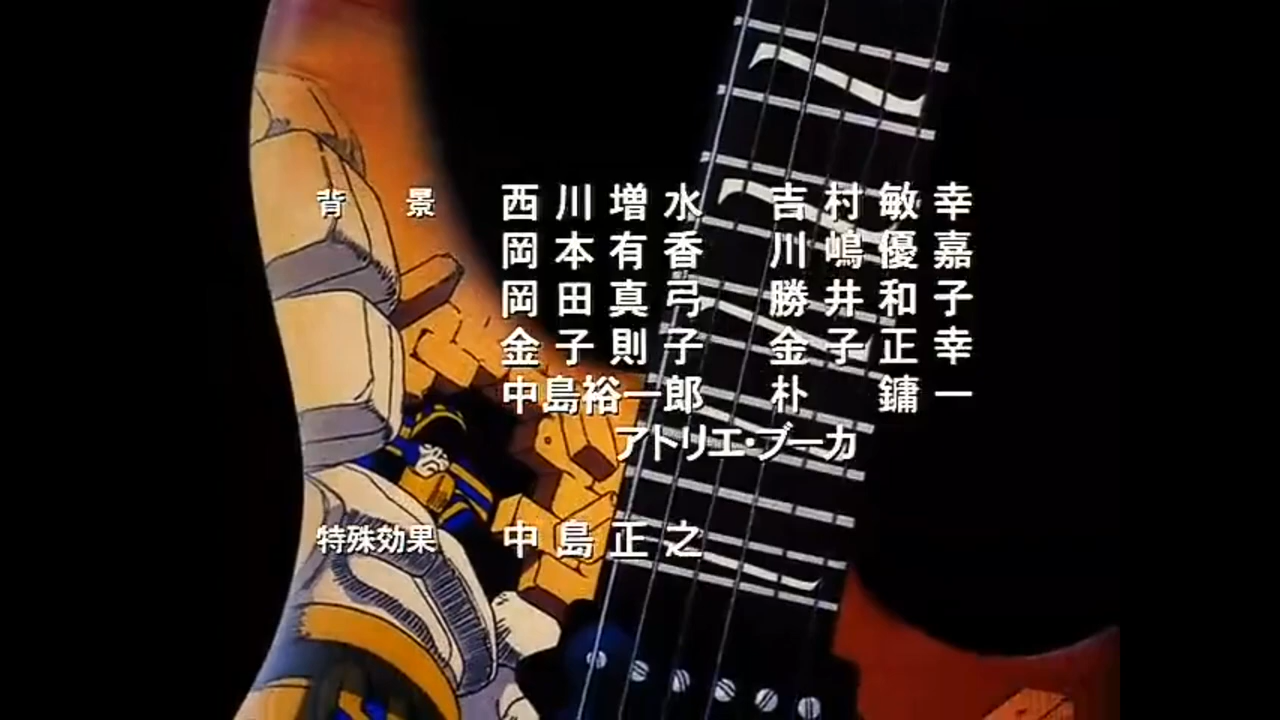 背景 西川増水 吉村敏幸
岡本有香 川嶋優嘉
岡田真弓 勝井和子
金子則子 金子正幸
中島裕一郎 朴鏞一
アトリエ・ブーカ
特殊効果 中島正之